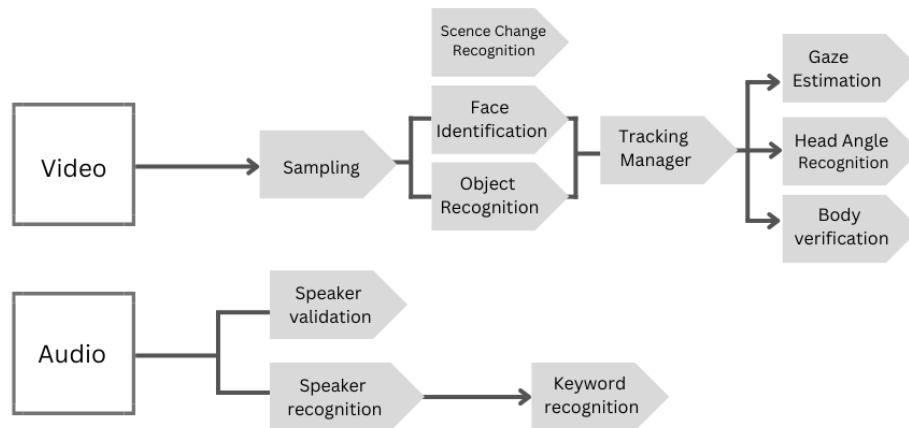 Scence Change
Recognition
Gaze
Estimation
Face
Identification
Video
Sampling
Tracking
Manager
Head Angle
Recognition
Object
Recognition
Body
verification
Speaker
validation
Audio
Speaker
recognition
Keyword
recognition